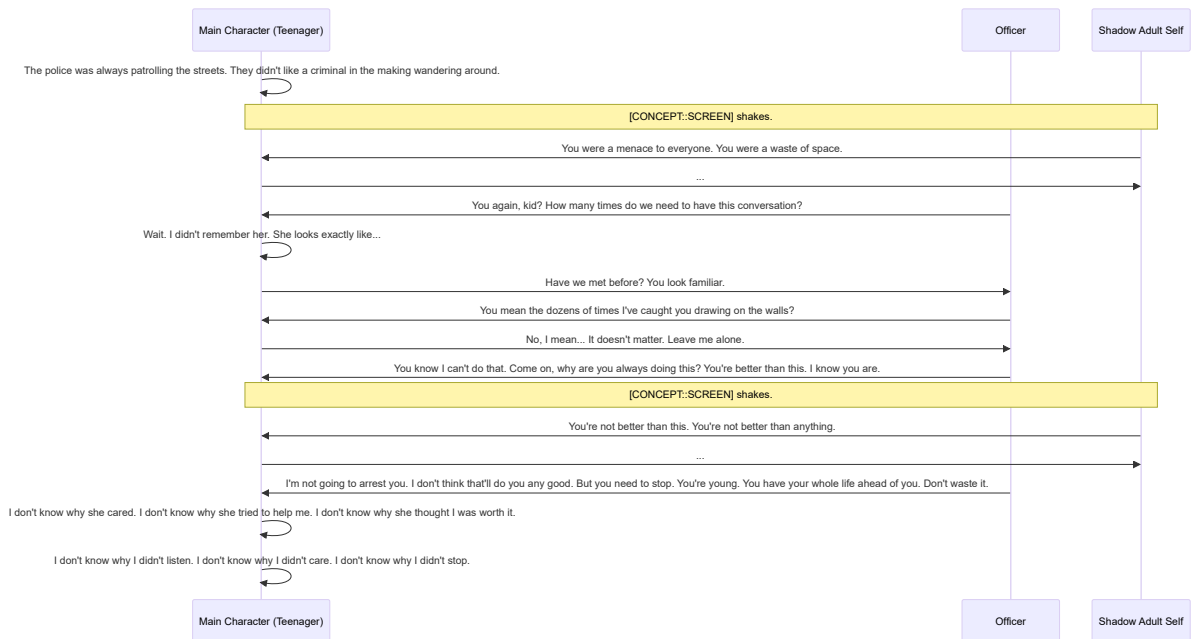 Main Character (Teenager)
Officer
Shadow Adult Self
The police was always patrolling the streets. They didn't like a criminal in the making wandering around.
[CONCEPT::SCREEN] shakes.
You were a menace to everyone. You were a waste of space.
...
You again, kid? How many times do we need to have this conversation?
Wait. I didn't remember her. She looks exactly like...
Have we met before? You look familiar.
You mean the dozens of times I've caught you drawing on the walls?
No, I mean... It doesn't matter. Leave me alone.
You know I can't do that. Come on, why are you always doing this? You're better than this. I know you are.
[CONCEPT::SCREEN] shakes.
You're not better than this. You're not better than anything.
...
I'm not going to arrest you. I don't think that'll do you any good. But you need to stop. You're young. You have your whole life ahead of you. Don't waste it.
I don't know why she cared. I don't know why she tried to help me. I don't know why she thought I was worth it.
I don't know why I didn't listen. I don't know why I didn't care. I don't know why I didn't stop.
Main Character (Teenager)
Officer
Shadow Adult Self